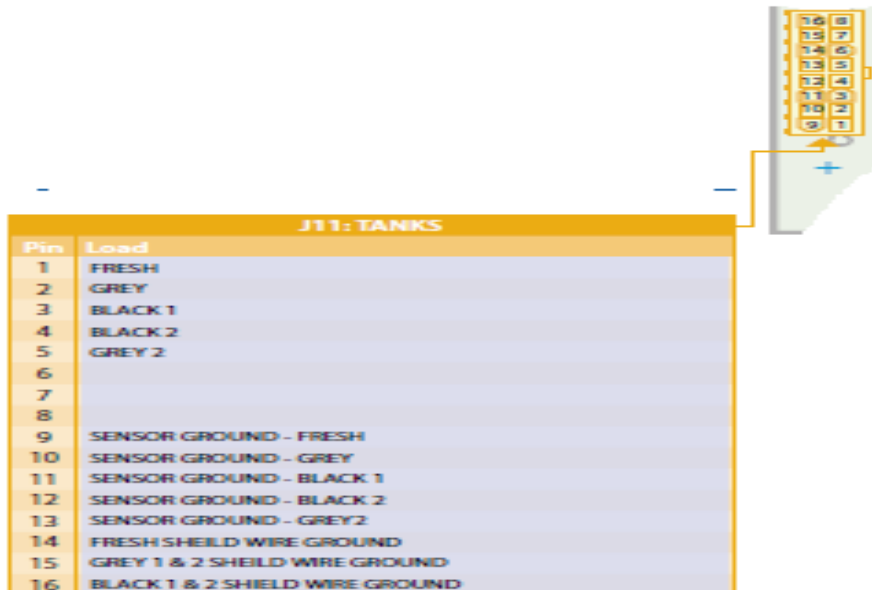 16 8
15 7
14 6
13 5
12 4
11 3
10 2
9 1
J11: TANKS
Pin Load
1 FRESH
2 GREY
3 BLACK 1
4 BLACK 2
5 GREY 2
6
7
8
9 SENSOR GROUND - FRESH
10 SENSOR GROUND - GREY
11 SENSOR GROUND - BLACK 1
12 SENSOR GROUND - BLACK 2
13 SENSOR GROUND - GREY2
14 FRESH SHEILD WIRE GROUND
15 GREY 1 & 2 SHEILD WIRE GROUND
16 BLACK 1 & 2 SHIELD WIRE GROUND